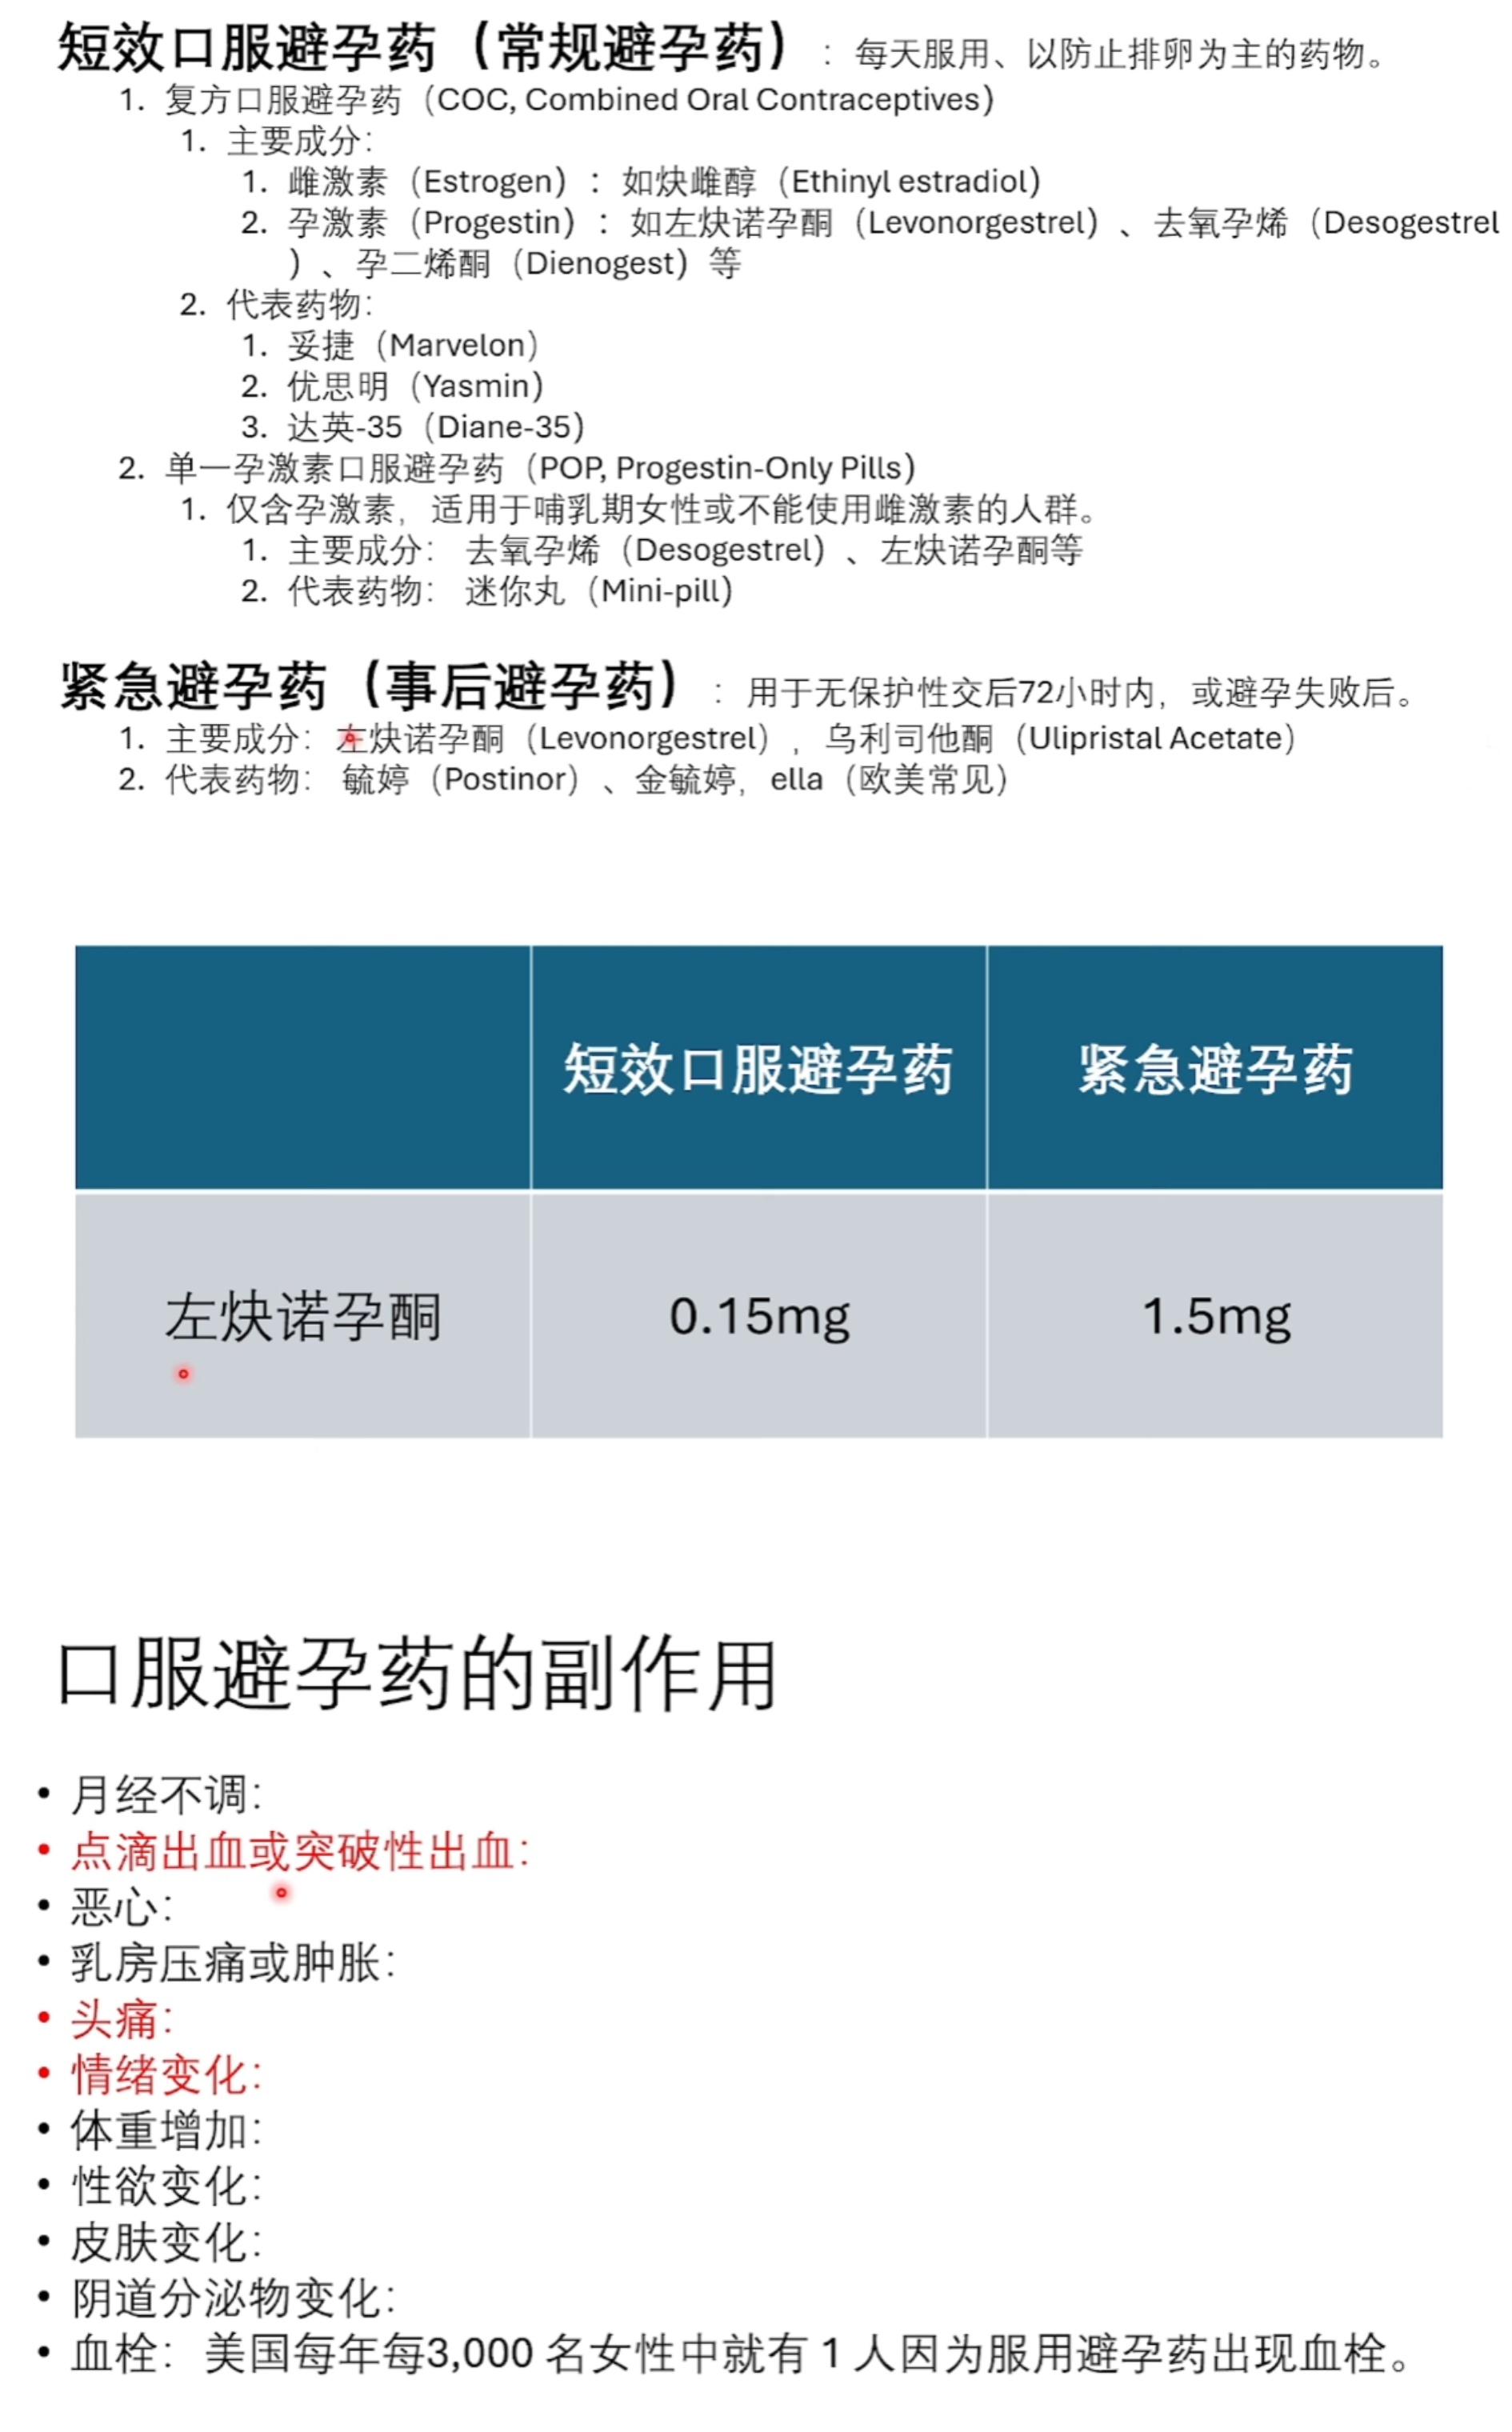 短效口服避孕药（常规避孕药）：每天服用、以防止排卵为主的药物。
1. 复方口服避孕药（COC, Combined Oral Contraceptives）
1. 主要成分：
1. 雌激素（Estrogen）：如炔雌醇（Ethinyl estradiol）
2. 孕激素（Progestin）：如左炔诺孕酮（Levonorgestrel）、去氧孕烯（Desogestrel
）、孕二烯酮（Dienogest）等
2. 代表药物：
1. 妥捷（Marvelon）
2. 优思明（Yasmin）
3. 达英-35（Diane-35）
2. 单一孕激素口服避孕药（POP, Progestin-Only Pills）
1. 仅含孕激素，适用于哺乳期女性或不能使用雌激素的人群。
1. 主要成分： 去氧孕烯（Desogestrel）、左炔诺孕酮等
2. 代表药物： 迷你丸（Mini-pill）
紧急避孕药（事后避孕药）：用于无保护性交后72小时内，或避孕失败后。
1. 主要成分：左炔诺孕酮（Levonorgestrel）, 乌利司他酮（Ulipristal Acetate）
2. 代表药物： 毓婷（Postinor）、金毓婷，ella（欧美常见）
短效口服避孕药 紧急避孕药
左炔诺孕酮 0.15mg 1.5mg
口服避孕药的副作用
• 月经不调：
• 点滴出血或突破性出血：
• 恶心：
• 乳房压痛或肿胀：
• 头痛：
• 情绪变化：
• 体重增加：
• 性欲变化：
• 皮肤变化：
• 阴道分泌物变化：
• 血栓：美国每年每3,000 名女性中就有 1 人因为服用避孕药出现血栓。